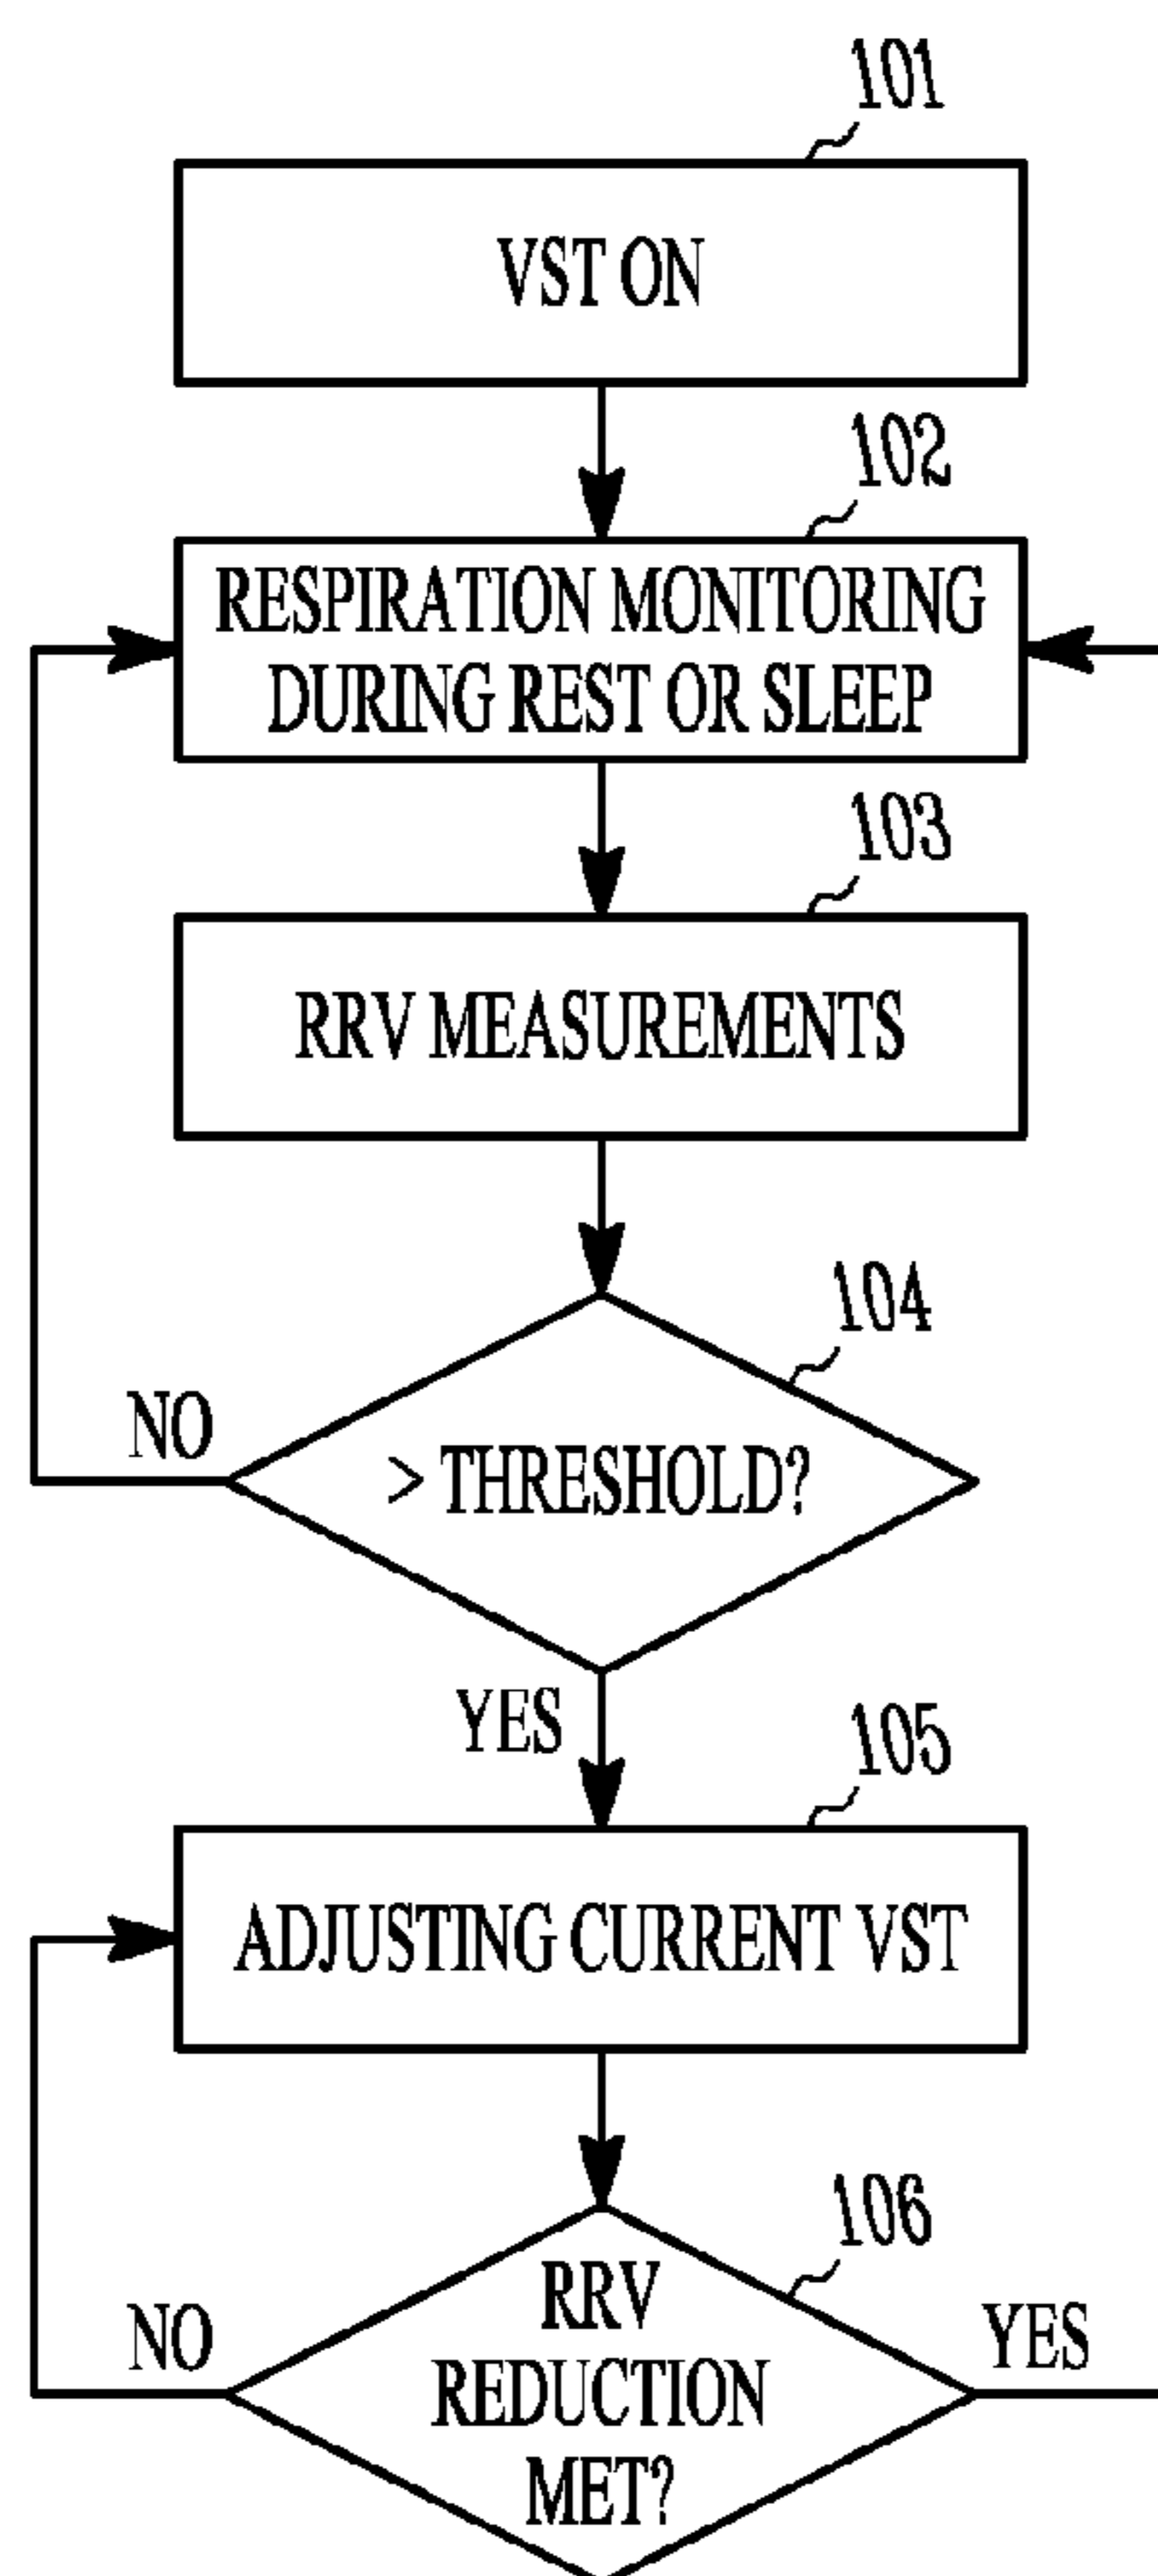 101
VST ON
102
RESPIRATION MONITORING
DURING REST OR SLEEP
103
RRV MEASUREMENTS
104
NO
> THRESHOLD?
YES
105
ADJUSTING CURRENT VST
106
NO
RRV
REDUCTION
MET?
YES